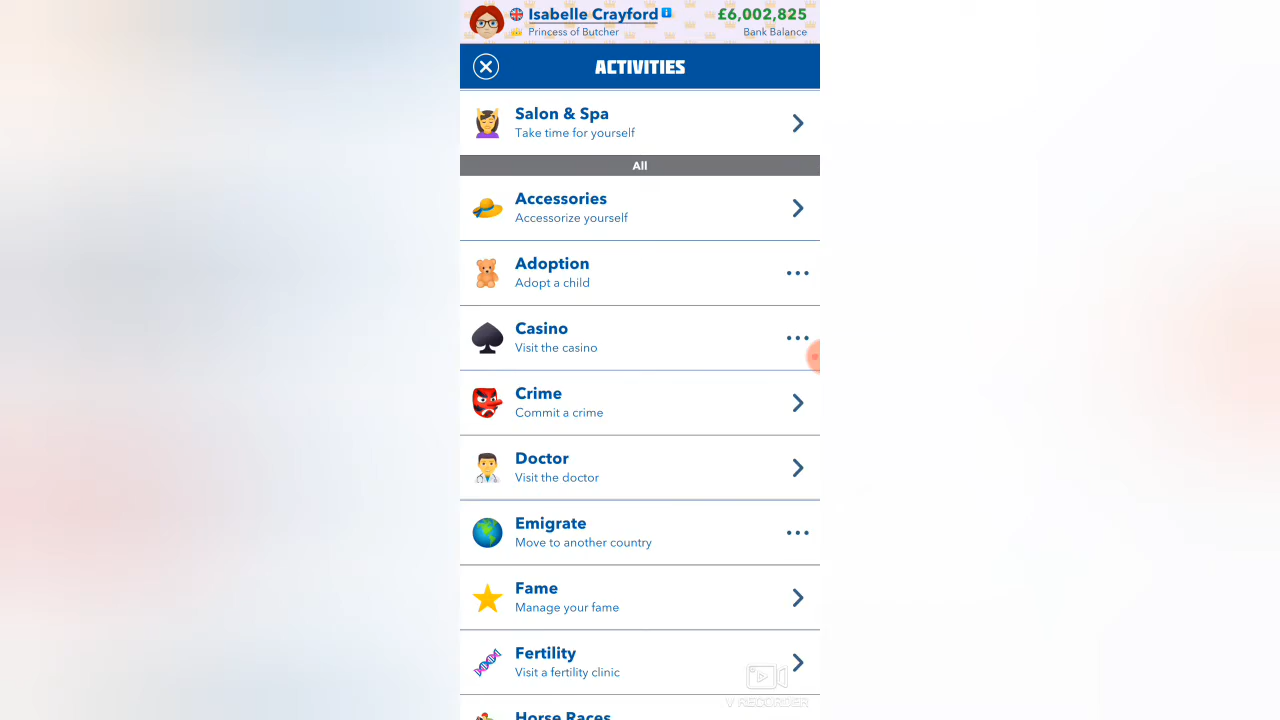 Isabelle Crayford
£6,002,825
Princess of Butcher
Bank Balance
ACTIVITIES
Salon & Spa
Take time for yourself
All
Accessories
Accessorize yourself
Adoption
Adopt a child
Casino
Visit the casino
Crime
Commit a crime
Doctor
Visit the doctor
Emigrate
Move to another country
Fame
Manage your fame
Fertility
Visit a fertility clinic
V RECORDER
Horse Races